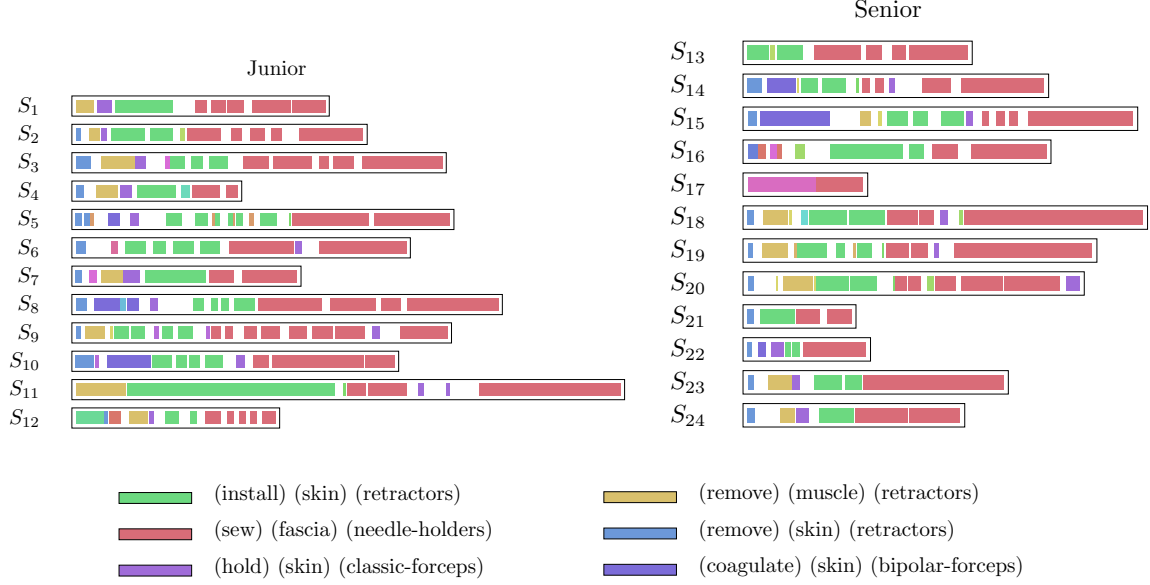 Junior
S1
S2
S3
S4
S5
S6
S7
S8
S9
S10
S11
S12
Senior
S13
S14
S15
S16
S17
S18
S19
S20
S21
S22
S23
S24
(install) (skin) (retractors)
(sew) (fascia) (needle-holders)
(hold) (skin) (classic-forceps)
(remove) (muscle) (retractors)
(remove) (skin) (retractors)
(coagulate) (skin) (bipolar-forceps)